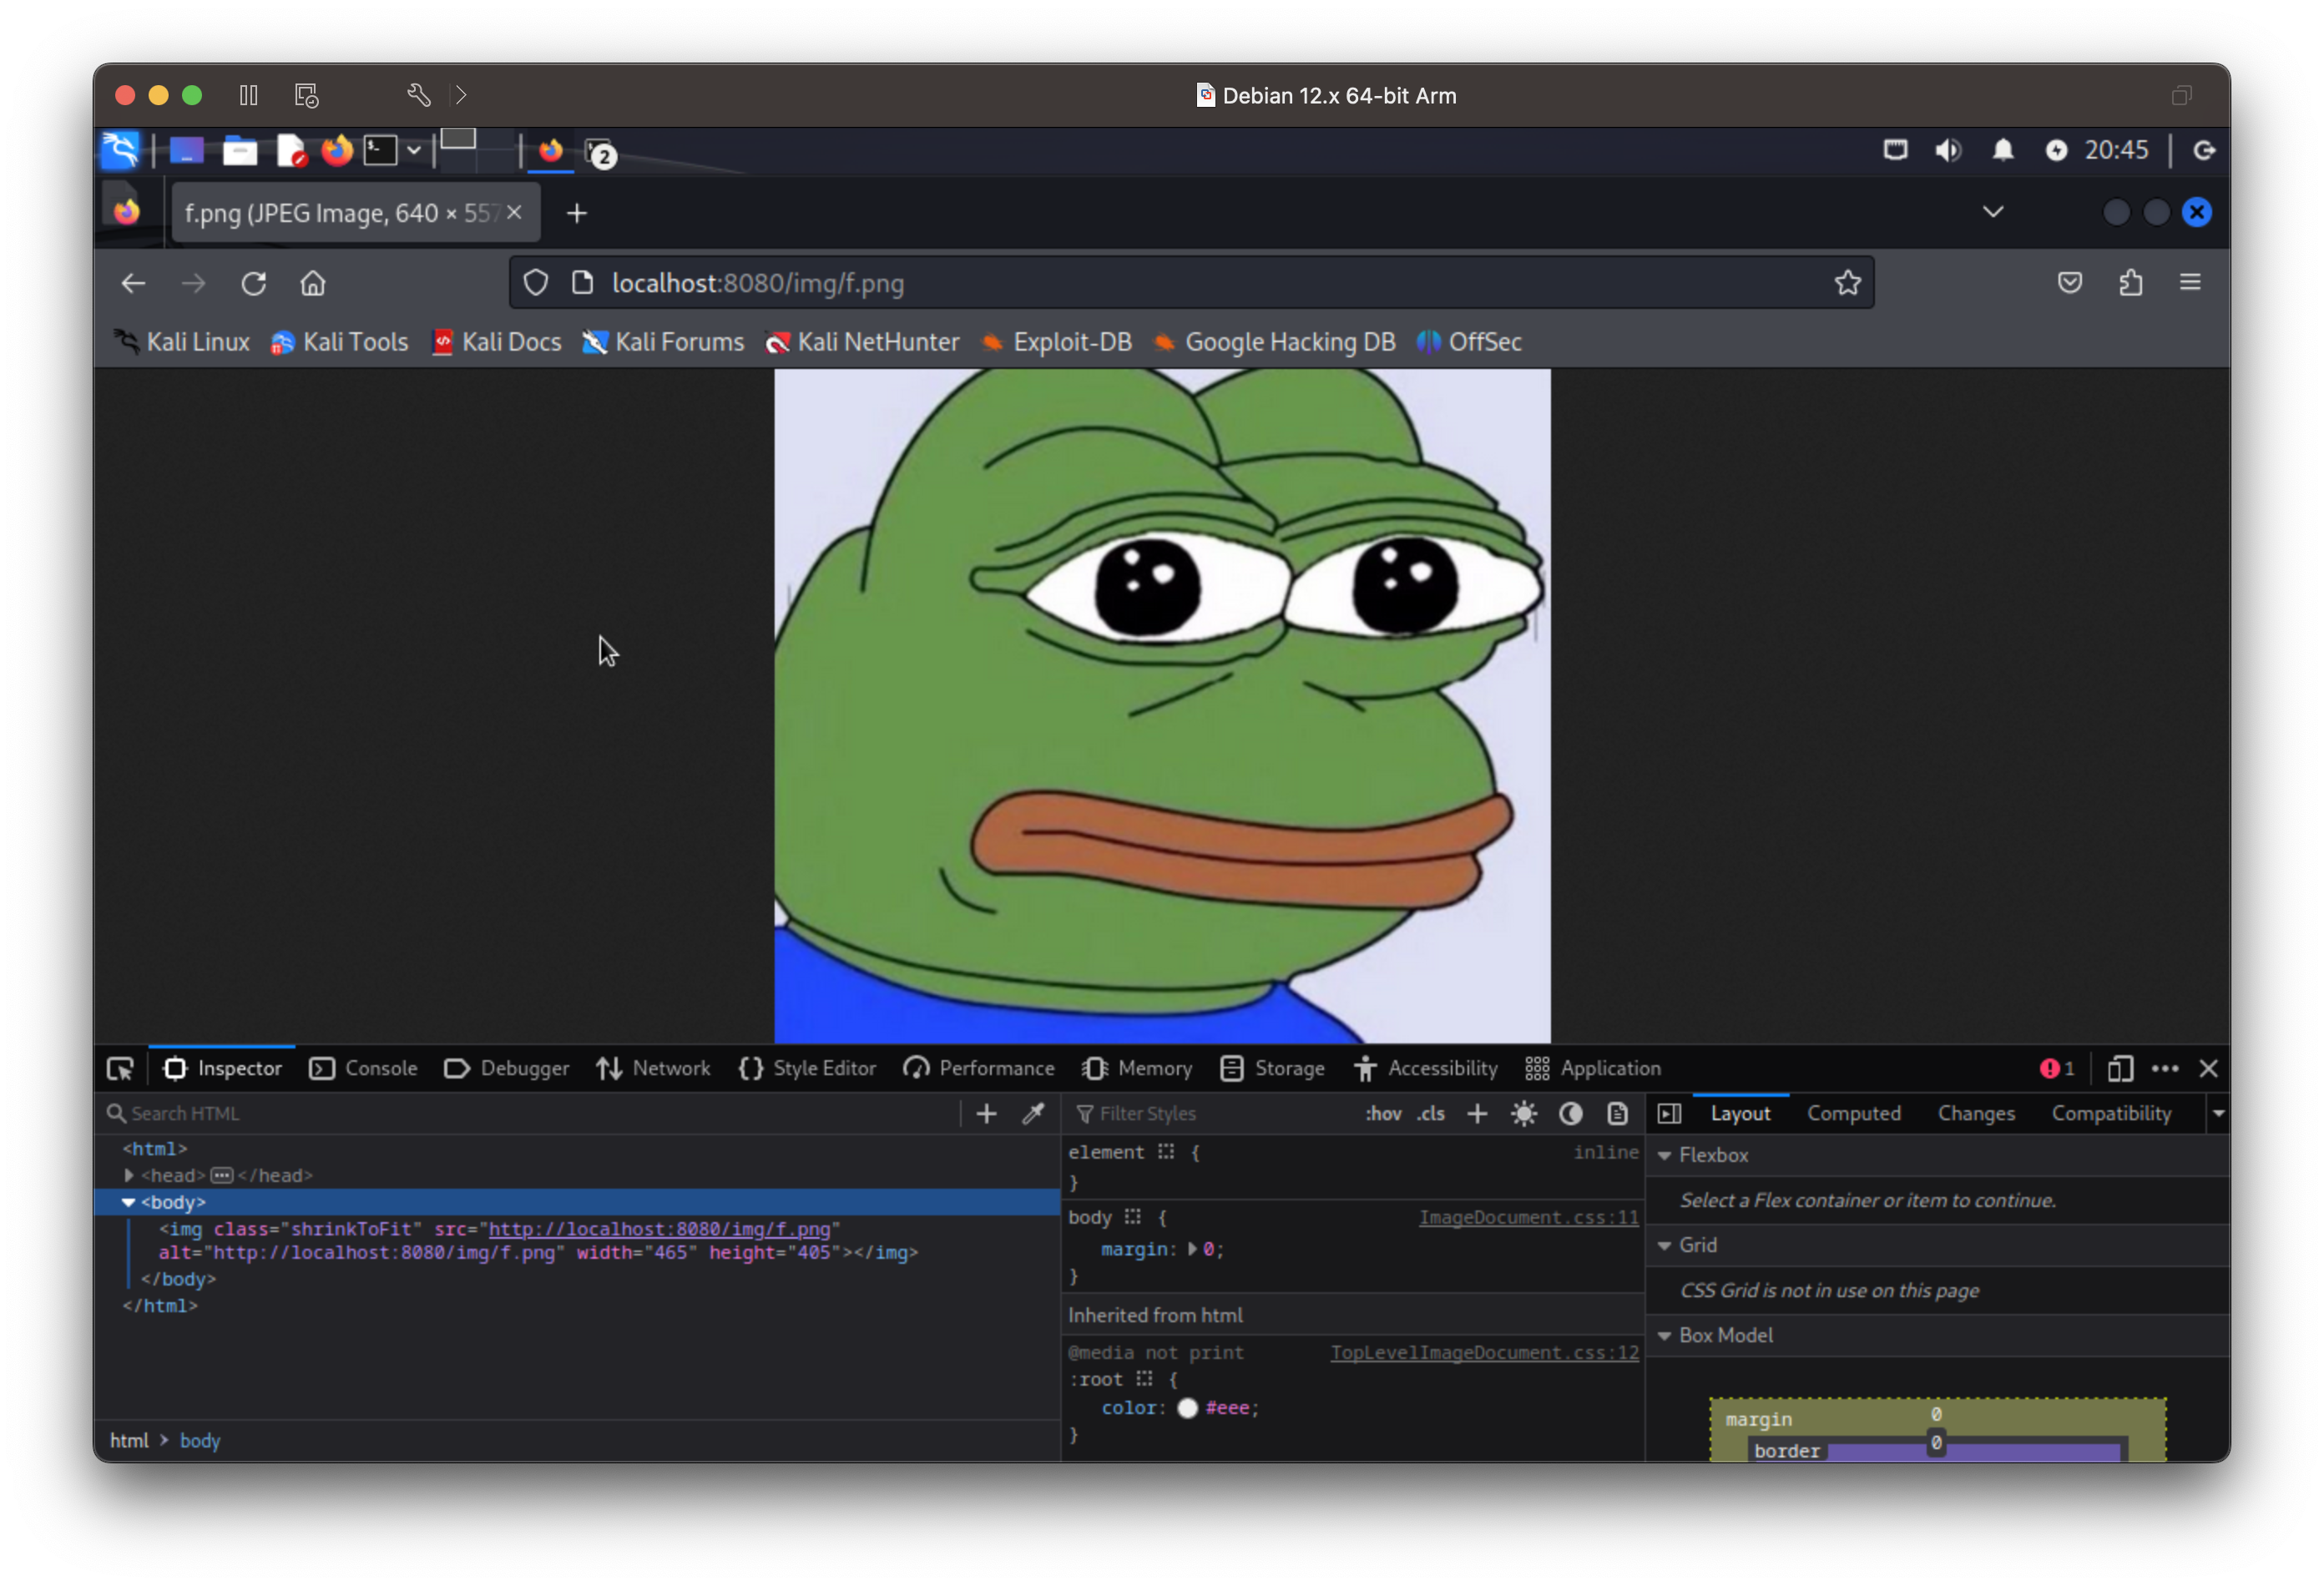 Debian 12.x 64-bit Arm
2
20:45
f.png (JPEG Image, 640 × 557
localhost:8080/img/f.png
Kali Linux Kali Tools Kali Docs Kali Forums Kali NetHunter Exploit-DB Google Hacking DB OffSec
Inspector Console Debugger Network Style Editor Performance Memory Storage Accessibility Application 1
Search HTML
<html>
<head> ••• </head>
<body>
<img class="shrinkToFit" src="http://localhost:8080/img/f.png"
alt="http://localhost:8080/img/f.png" width="465" height="405"></img>
</body>
</html>
html > body
Filter Styles :hov .cls
element { inline
}
body { ImageDocument.css:11
margin: 0;
}
Inherited from html
@media not print TopLevelImageDocument.css:12
:root {
color: #eee;
}
Layout Computed Changes Compatibility
Flexbox
Select a Flex container or item to continue.
Grid
CSS Grid is not in use on this page
Box Model
margin 0
border 0